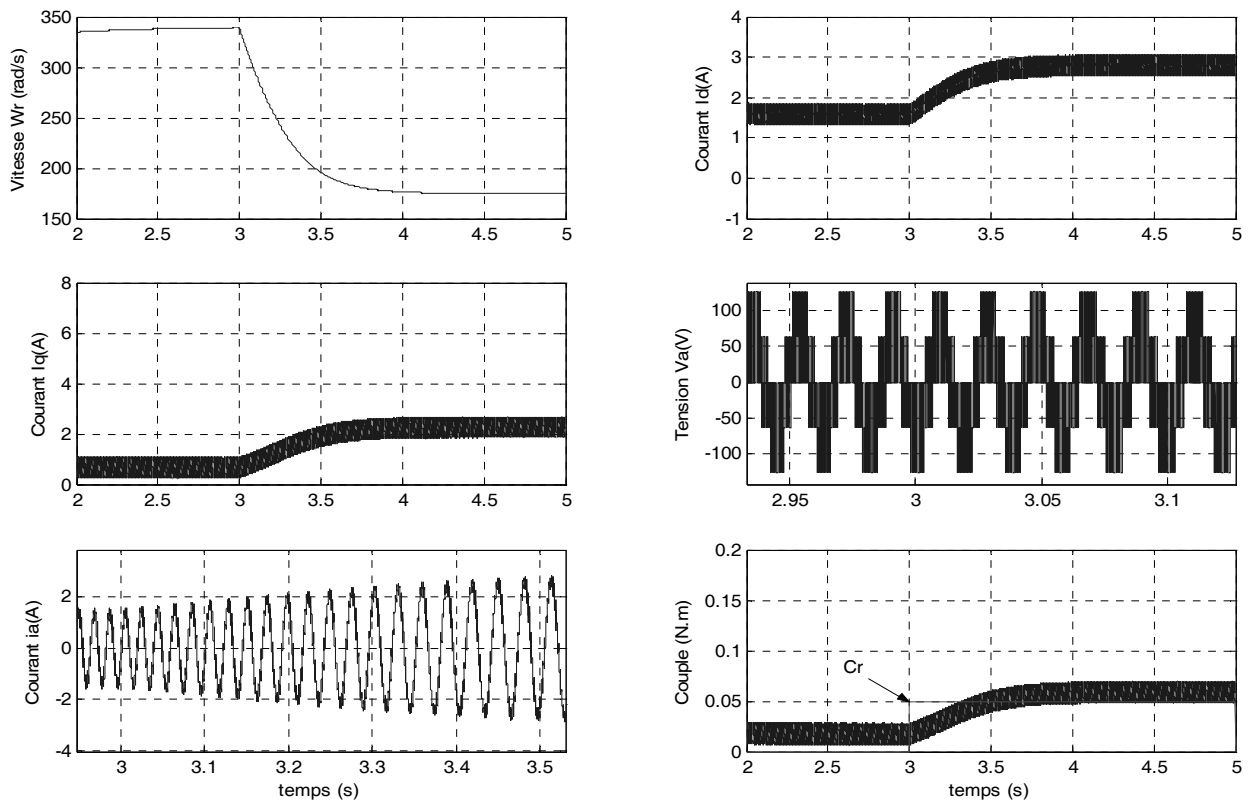 Vitesse Wr (rad/s)
350
300
250
200
150
2 2.5 3 3.5 4 4.5 5
Courant Id(A)
4
3
2
1
0
-1
2 2.5 3 3.5 4 4.5 5
Courant Iq(A)
8
6
4
2
0
2 2.5 3 3.5 4 4.5 5
Tension Va(V)
100
50
0
-50
-100
2.95 3 3.05 3.1
Courant ia(A)
2
0
-2
-4
3 3.1 3.2 3.3 3.4 3.5
temps (s)
Couple (N.m)
0.2
0.15
0.1
0.05
0
Cr
2 2.5 3 3.5 4 4.5 5
temps (s)